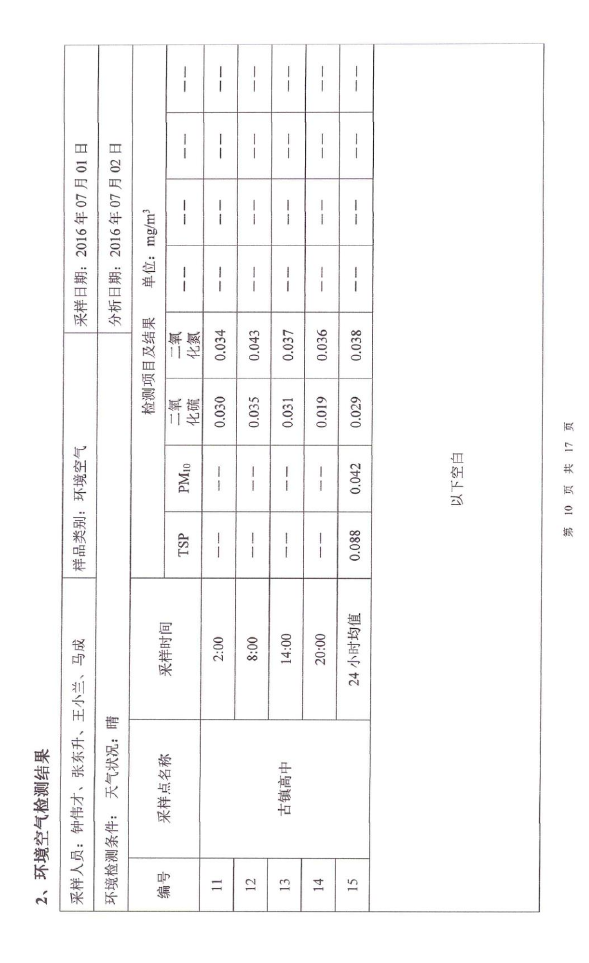 2、环境空气检测结果
采样人员：钟伟才、张东升、王小兰、马成 样品类别：环境空气 采样日期：2016 年 07 月 01 日
环境检测条件： 天气状况：晴 分析日期：2016 年 07 月 02 日
编号 采样点名称 采样时间 检测项目及结果 单位：mg/m³
TSP PM10 二氧化硫 二氧化氮 —— —— —— ——
11 古镇高中 2:00 —— —— 0.030 0.034 —— —— —— ——
12 8:00 —— —— 0.035 0.043 —— —— —— ——
13 14:00 —— —— 0.031 0.037 —— —— —— ——
14 20:00 —— —— 0.019 0.036 —— —— —— ——
15 24 小时均值 0.088 0.042 0.029 0.038 —— —— —— ——
以下空白
第 10 页 共 17 页